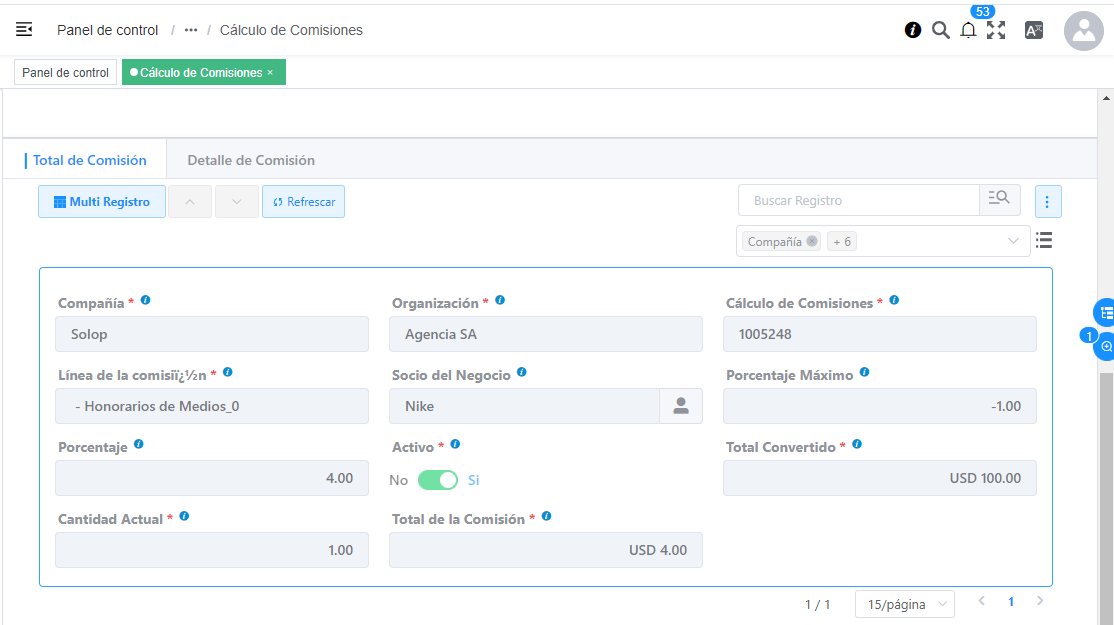 53
Panel de control / ••• / Cálculo de Comisiones
Panel de control
Cálculo de Comisiones ×
Total de Comisión
Detalle de Comisión
Multi Registro
Refrescar
Buscar Registro
Compañía
+ 6
Compañía *
Organización *
Cálculo de Comisiones *
Solop
Agencia SA
1005248
1
Línea de la comisiï¿½n *
Socio del Negocio
Porcentaje Máximo
- Honorarios de Medios_0
Nike
-1.00
Porcentaje
Activo *
Total Convertido *
4.00
No
Si
USD 100.00
Cantidad Actual *
Total de la Comisión *
1.00
USD 4.00
1 / 1
15/página
1